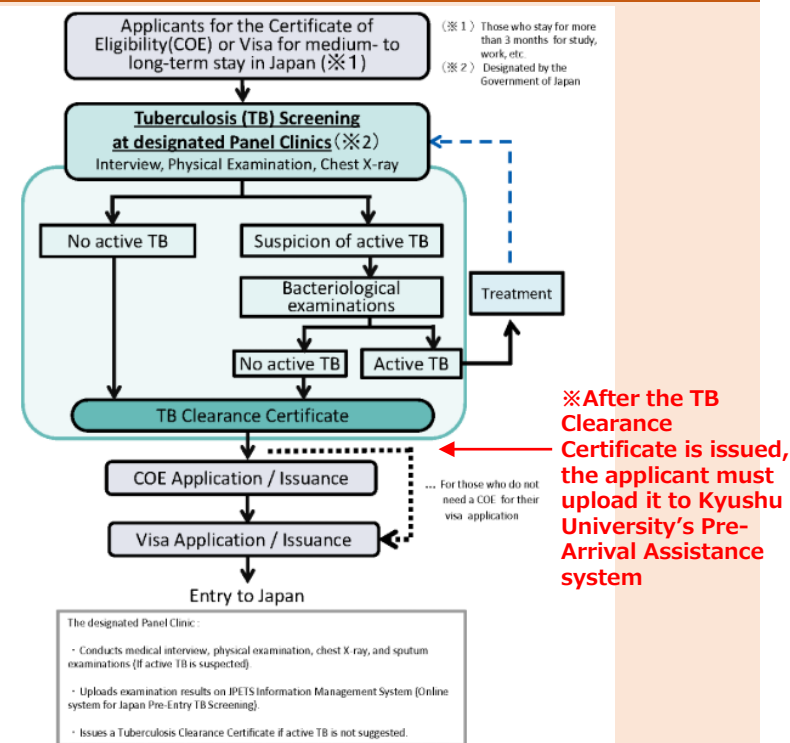 Applicants for the Certificate of
Eligibility(COE) or Visa for medium- to
long-term stay in Japan (※1)
(※１) Those who stay for more
than 3 months for study,
work, etc.
(※２) Designated by the
Government of Japan
Tuberculosis (TB) Screening
at designated Panel Clinics(※2)
Interview, Physical Examination, Chest X-ray
No active TB
Suspicion of active TB
Bacteriological
examinations
Treatment
No active TB
Active TB
TB Clearance Certificate
※After the TB
Clearance
Certificate is issued,
the applicant must
upload it to Kyushu
University’s Pre-
Arrival Assistance
system
COE Application / Issuance
... For those who do not
need a COE for their
visa application
Visa Application / Issuance
Entry to Japan
The designated Panel Clinic :
・Conducts medical interview, physical examination, chest X-ray, and sputum
examinations (If active TB is suspected).
・Uploads examination results on JPETS Information Management System (Online
system for Japan Pre-Entry TB Screening).
・Issues a Tuberculosis Clearance Certificate if active TB is not suggested.